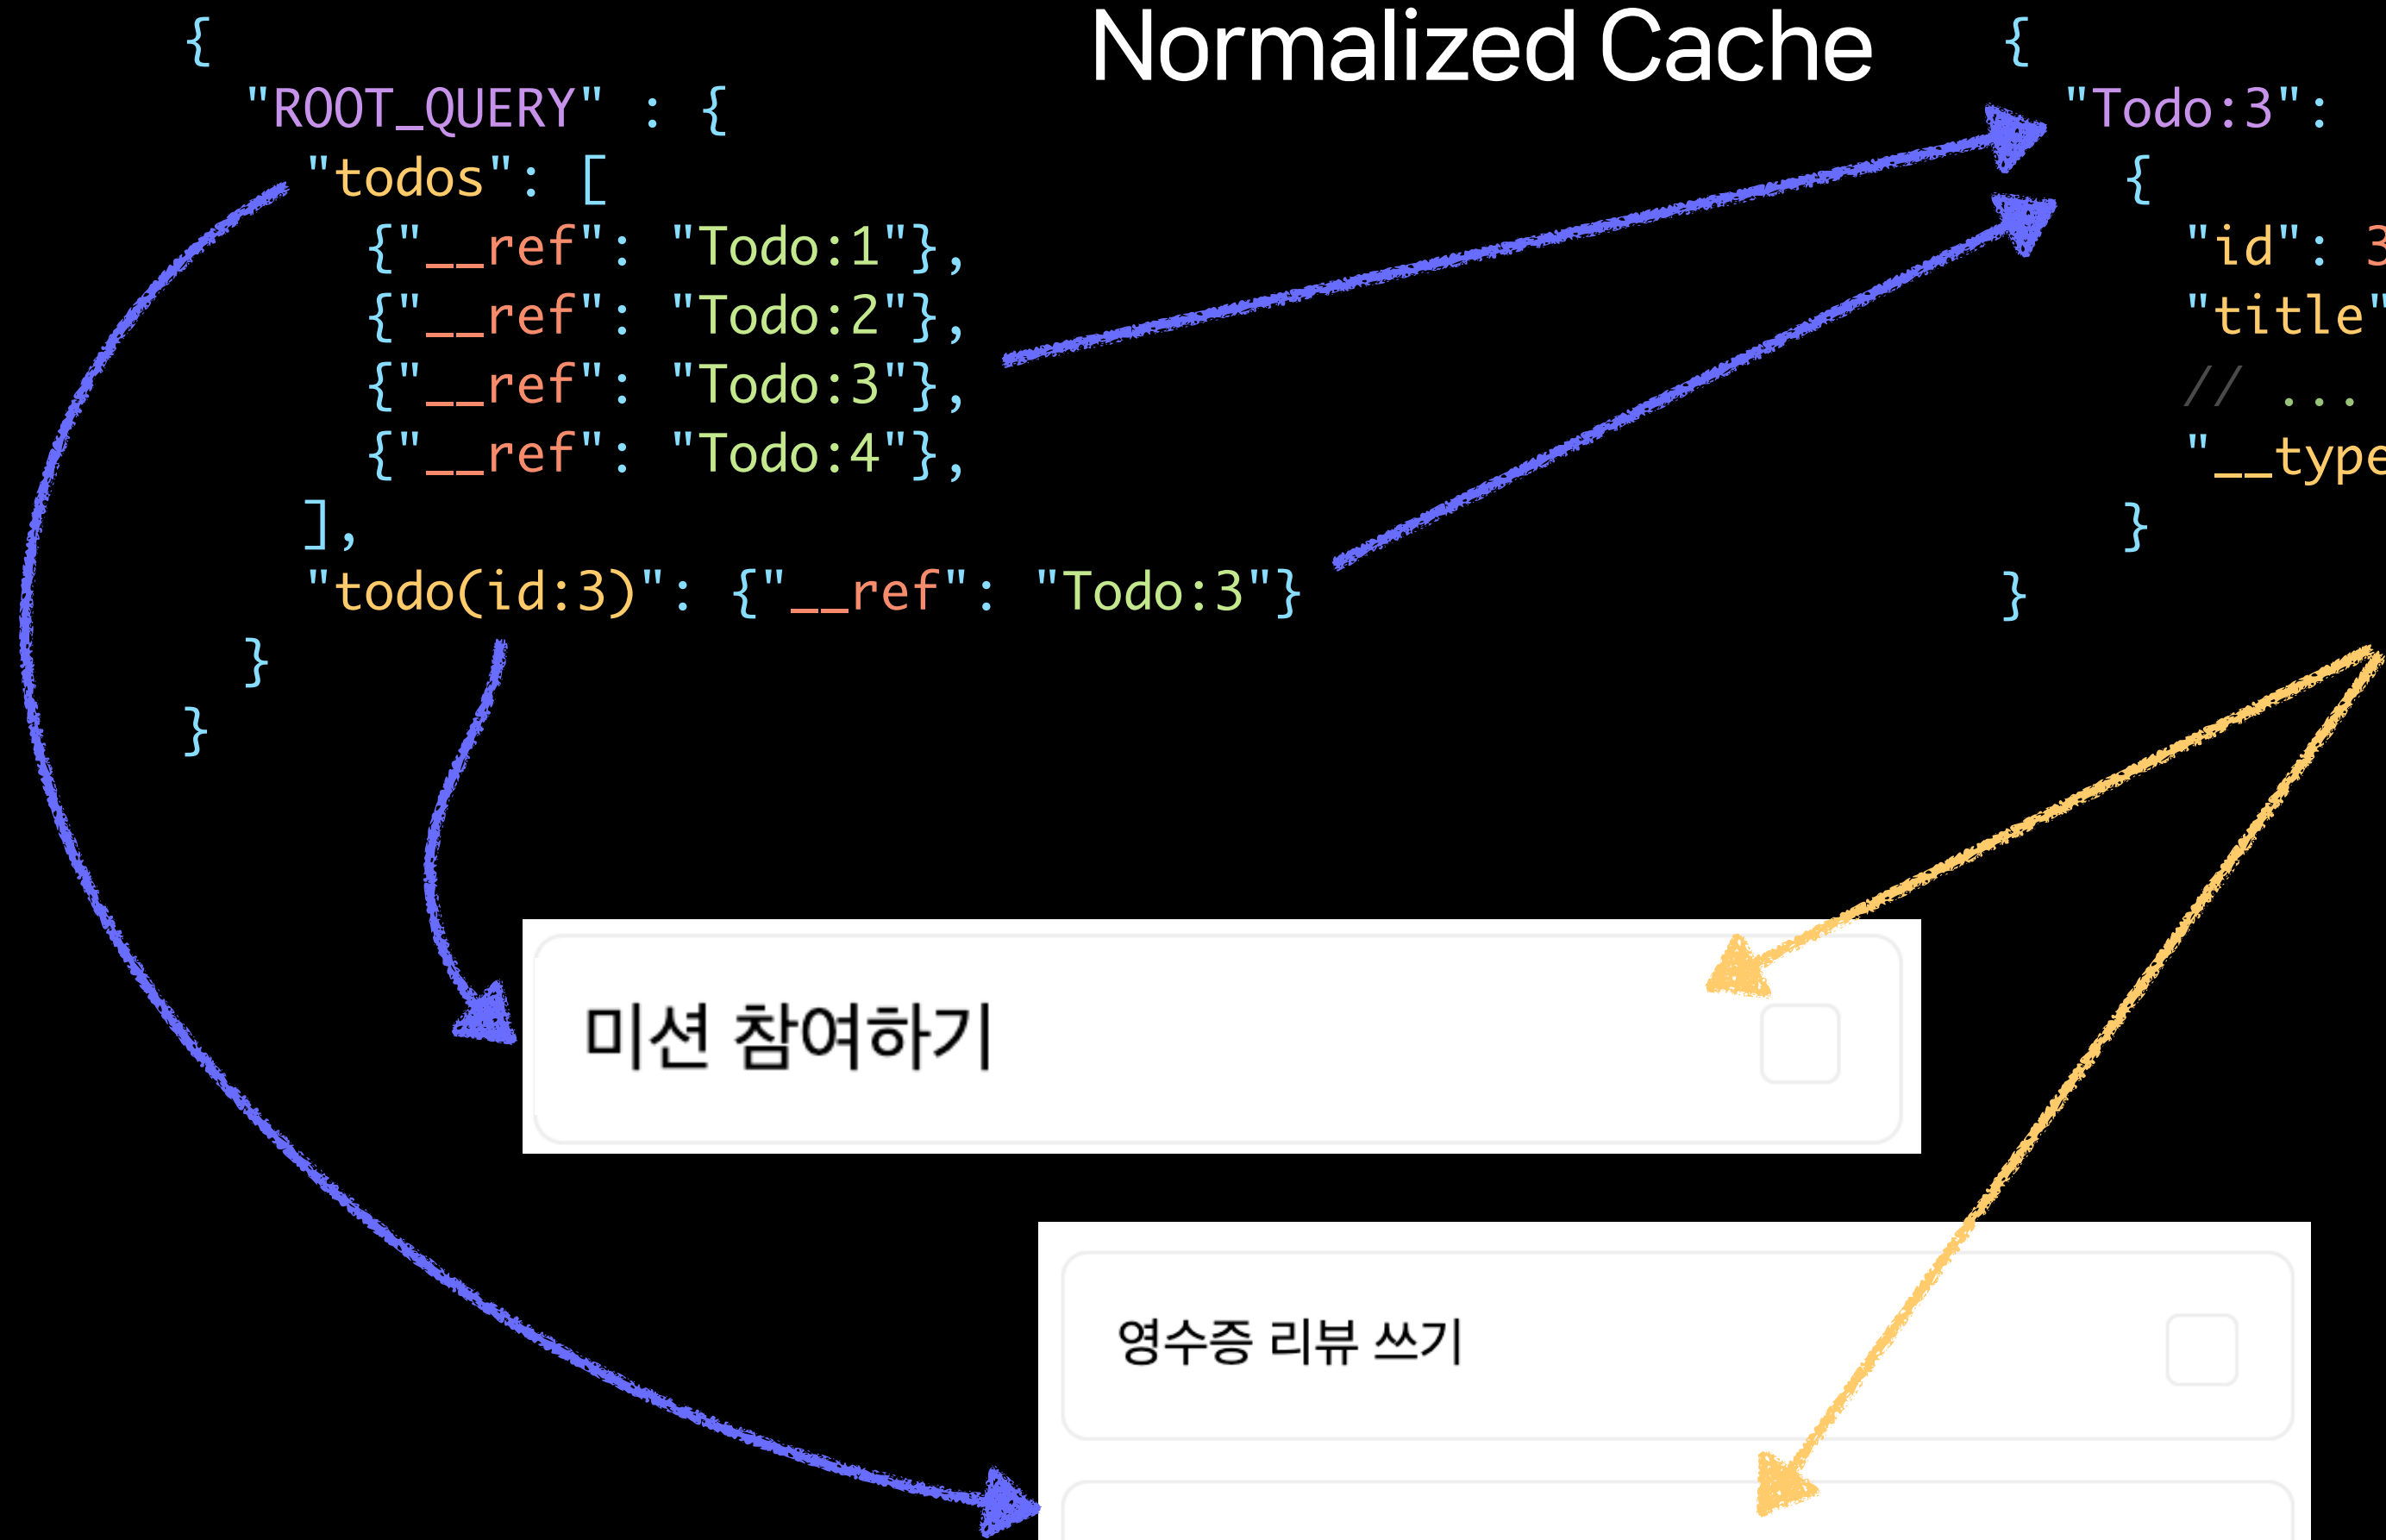 Normalized Cache
{
"ROOT_QUERY" : {
"todos": [
{"__ref": "Todo:1"},
{"__ref": "Todo:2"},
{"__ref": "Todo:3"},
{"__ref": "Todo:4"},
],
"todo(id:3)": {"__ref": "Todo:3"}
}
}
{
"Todo:3":
{
"id": 3
"title"
// ...
"__type
}
}
미션 참여하기
영수증 리뷰 쓰기